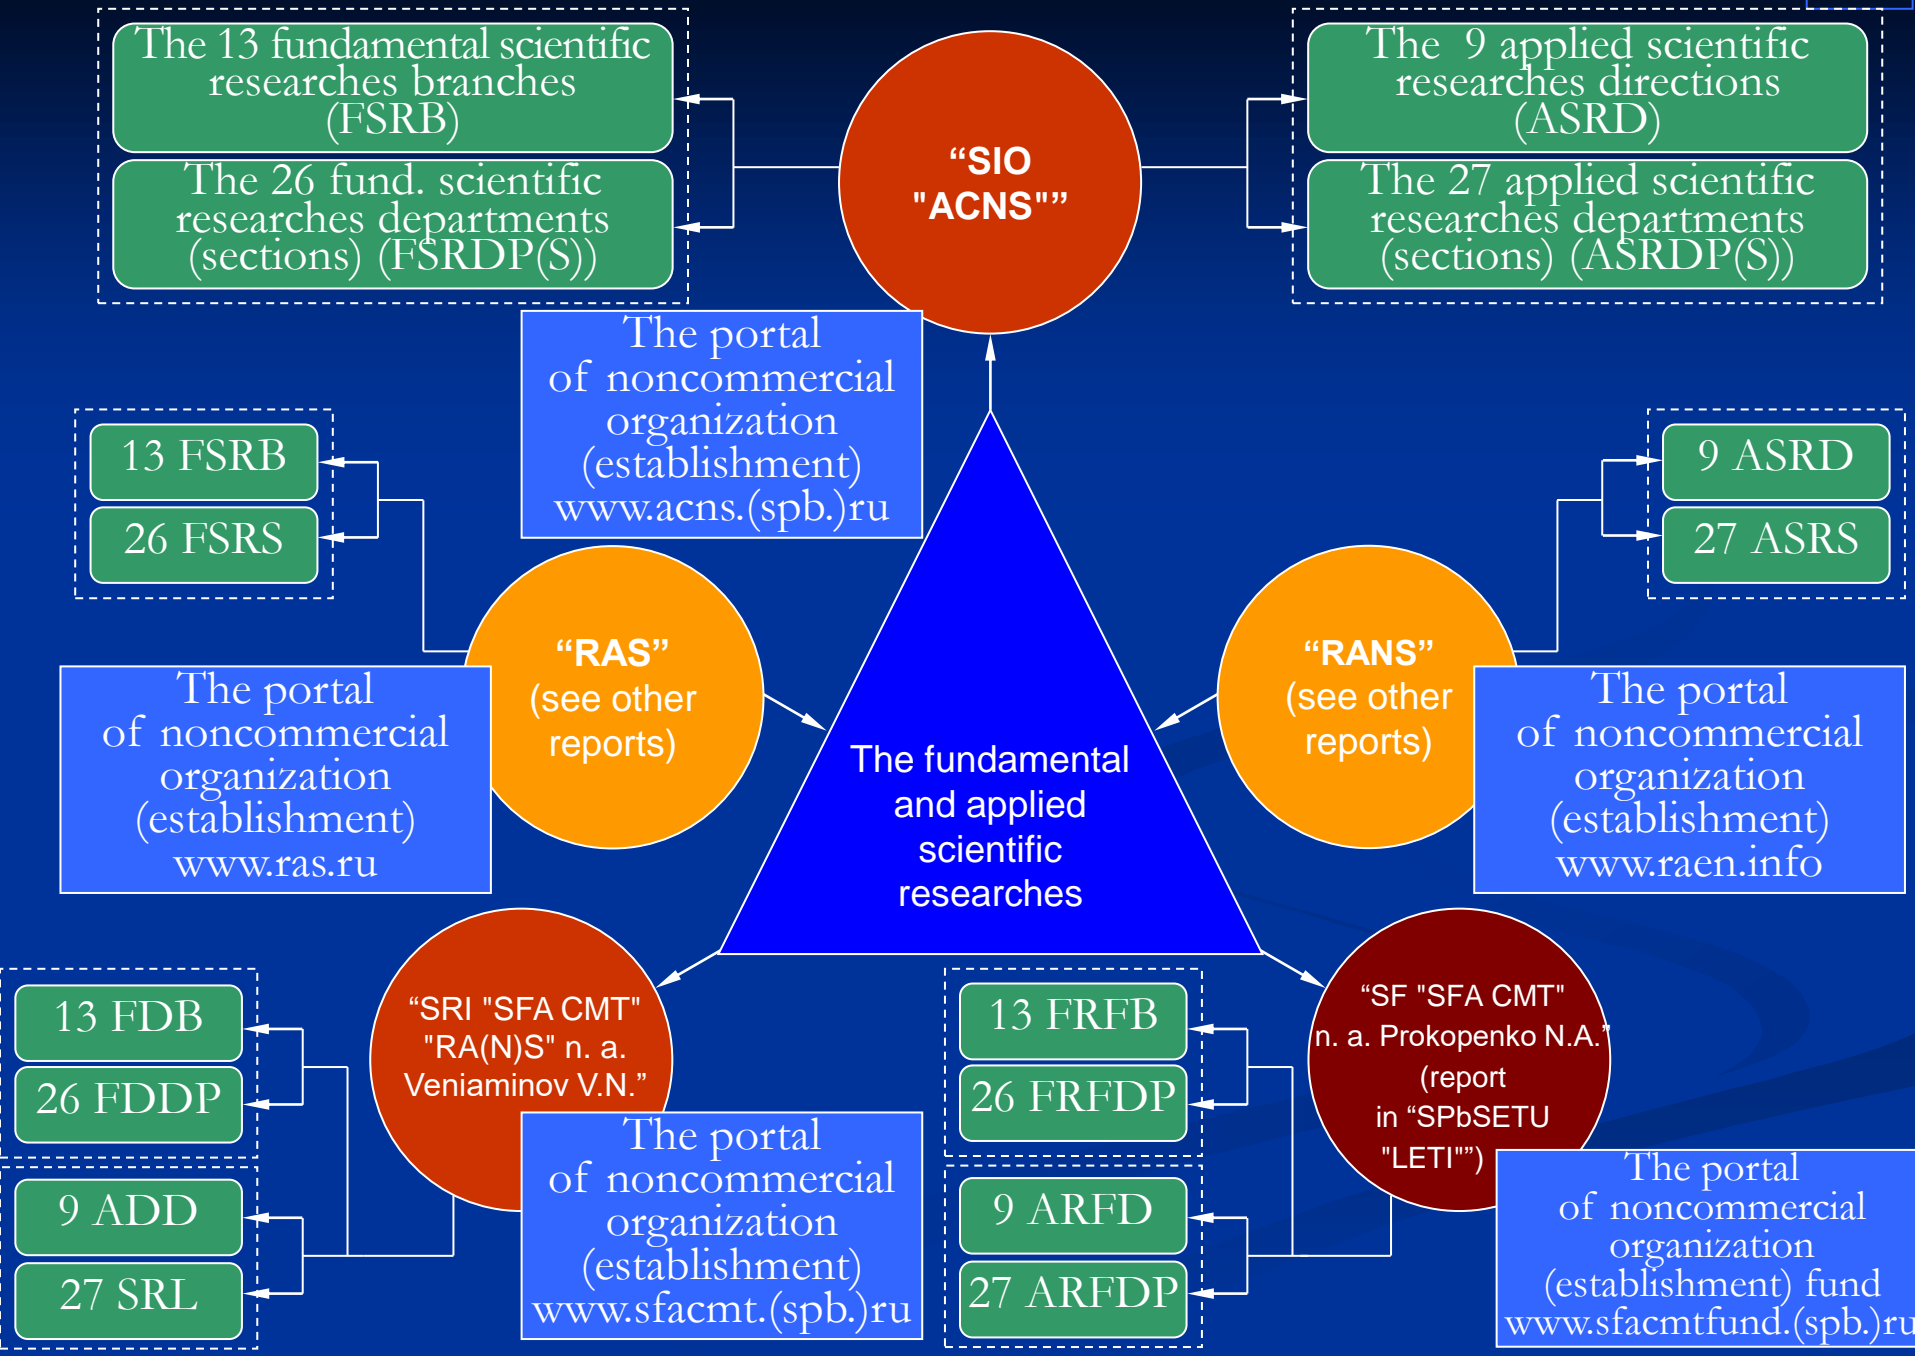 The 13 fundamental scientific
researches branches
(FSRB)
The 26 fund. scientific
researches departments
(sections) (FSRDP(S))
“SIO
"ACNS"”
The 9 applied scientific
researches directions
(ASRD)
The 27 applied scientific
researches departments
(sections) (ASRDP(S))
The portal
of noncommercial
organization
(establishment)
www.acns.(spb.)ru
13 FSRB
26 FSRS
9 ASRD
27 ASRS
“RAS”
(see other
reports)
The portal
of noncommercial
organization
(establishment)
www.ras.ru
“RANS”
(see other
reports)
The portal
of noncommercial
organization
(establishment)
www.raen.info
The fundamental
and applied
scientific
researches
13 FDB
26 FDDP
9 ADD
27 SRL
“SRI "SFA CMT"
"RA(N)S" n. a.
Veniaminov V.N.”
The portal
of noncommercial
organization
(establishment)
www.sfacmt.(spb.)ru
13 FRFB
26 FRFDP
9 ARFD
27 ARFDP
“SF "SFA CMT"
n. a. Prokopenko N.A.”
(report
in “SPbSETU
"LETI"”)
The portal
of noncommercial
organization
(establishment) fund
www.sfacmtfund.(spb.)ru